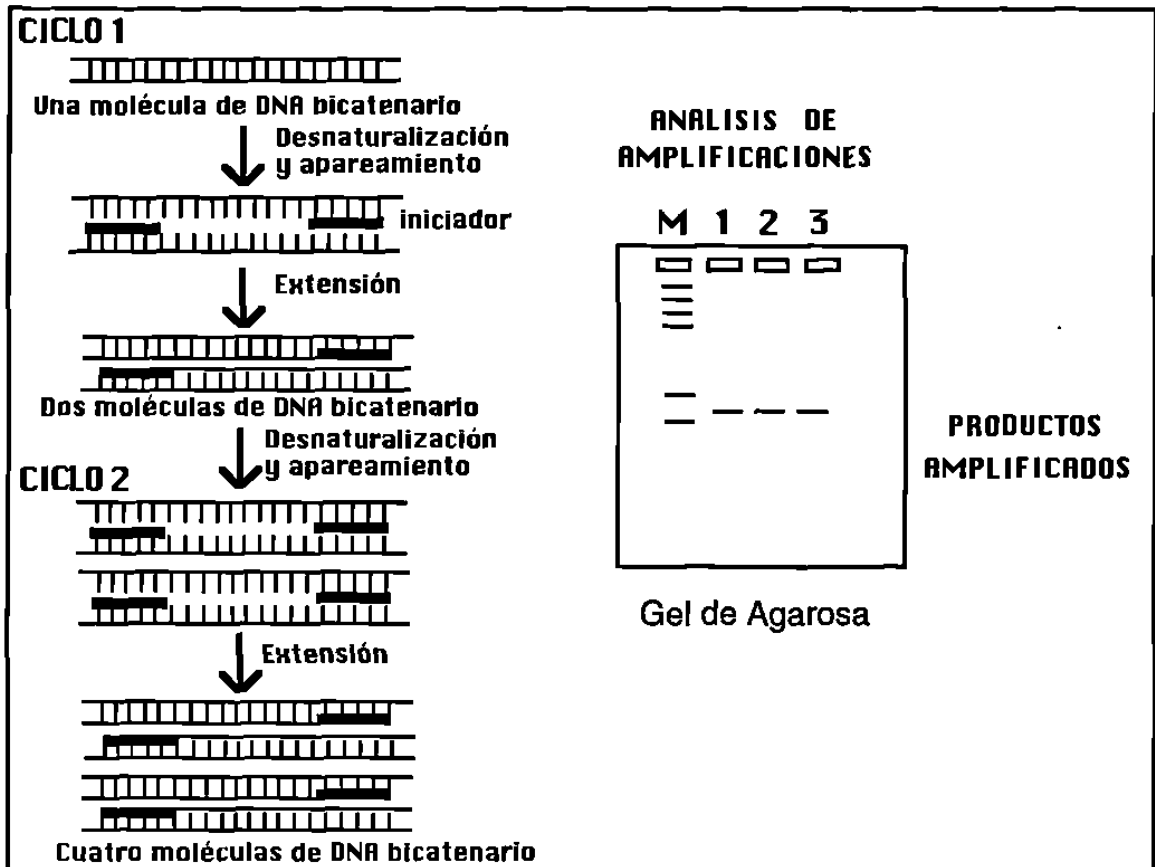 CICLO 1
Una molécula de DNA bicatenario
Desnaturalización
y apareamiento
iniciador
Extensión
Dos moléculas de DNA bicatenario
Desnaturalización
y apareamiento
CICLO 2
Extensión
Cuatro moléculas de DNA bicatenario
ANALISIS DE
AMPLIFICACIONES
M 1 2 3
PRODUCTOS
AMPLIFICADOS
Gel de Agarosa